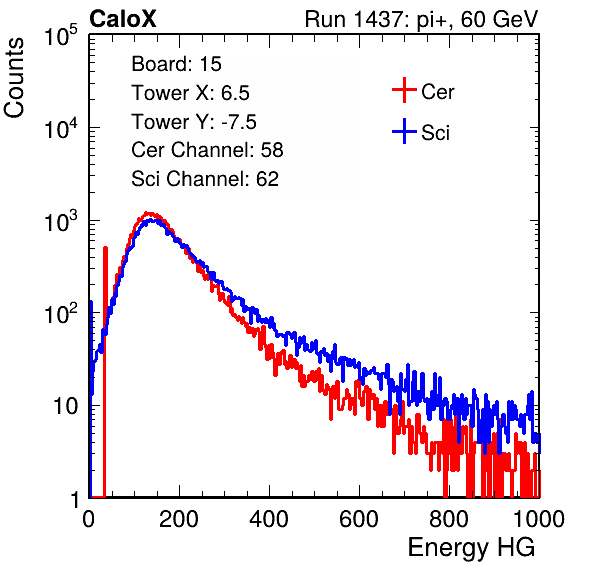 CaloX Run 1437: pi+, 60 GeV
Counts
Board: 15
Tower X: 6.5
Tower Y: -7.5
Cer Channel: 58
Sci Channel: 62
Cer
Sci
10^5
10^4
10^3
10^2
10
1
0 200 400 600 800 1000
Energy HG